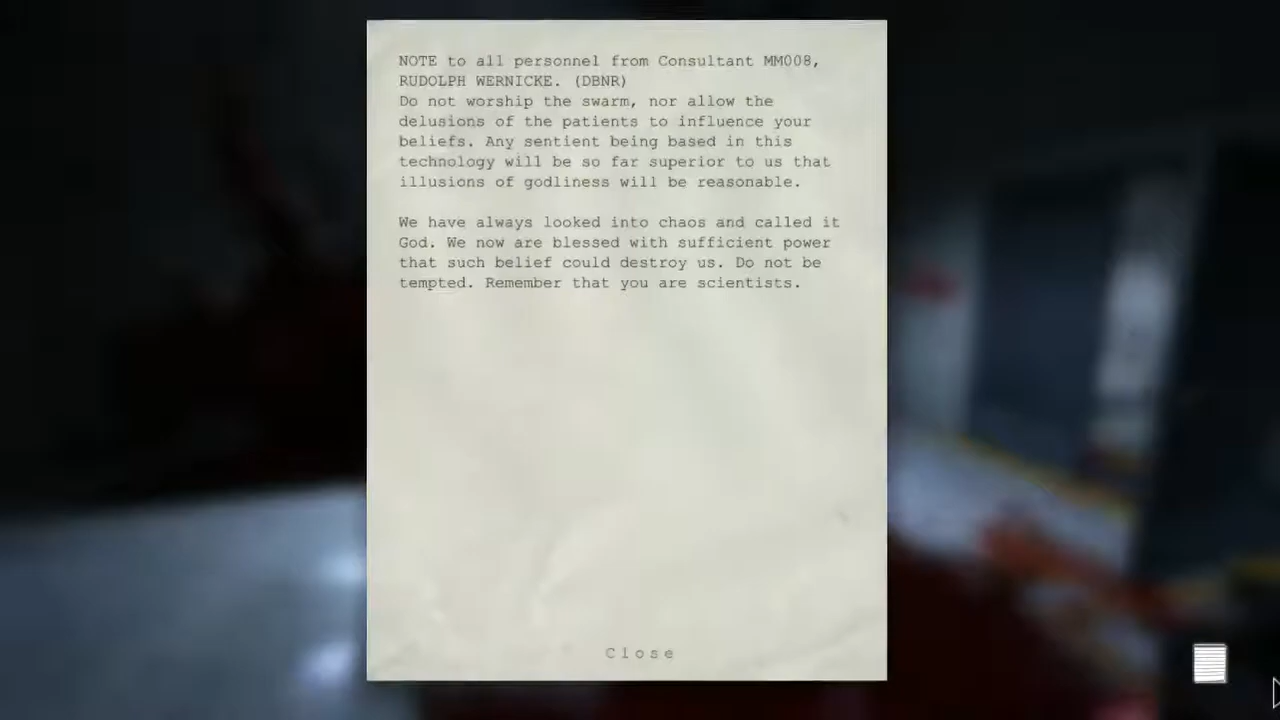 NOTE to all personnel from Consultant MM008,
RUDOLPH WERNICKE. (DBNR)
Do not worship the swarm, nor allow the
delusions of the patients to influence your
beliefs. Any sentient being based in this
technology will be so far superior to us that
illusions of godliness will be reasonable.
We have always looked into chaos and called it
God. We now are blessed with sufficient power
that such belief could destroy us. Do not be
tempted. Remember that you are scientists.
Close